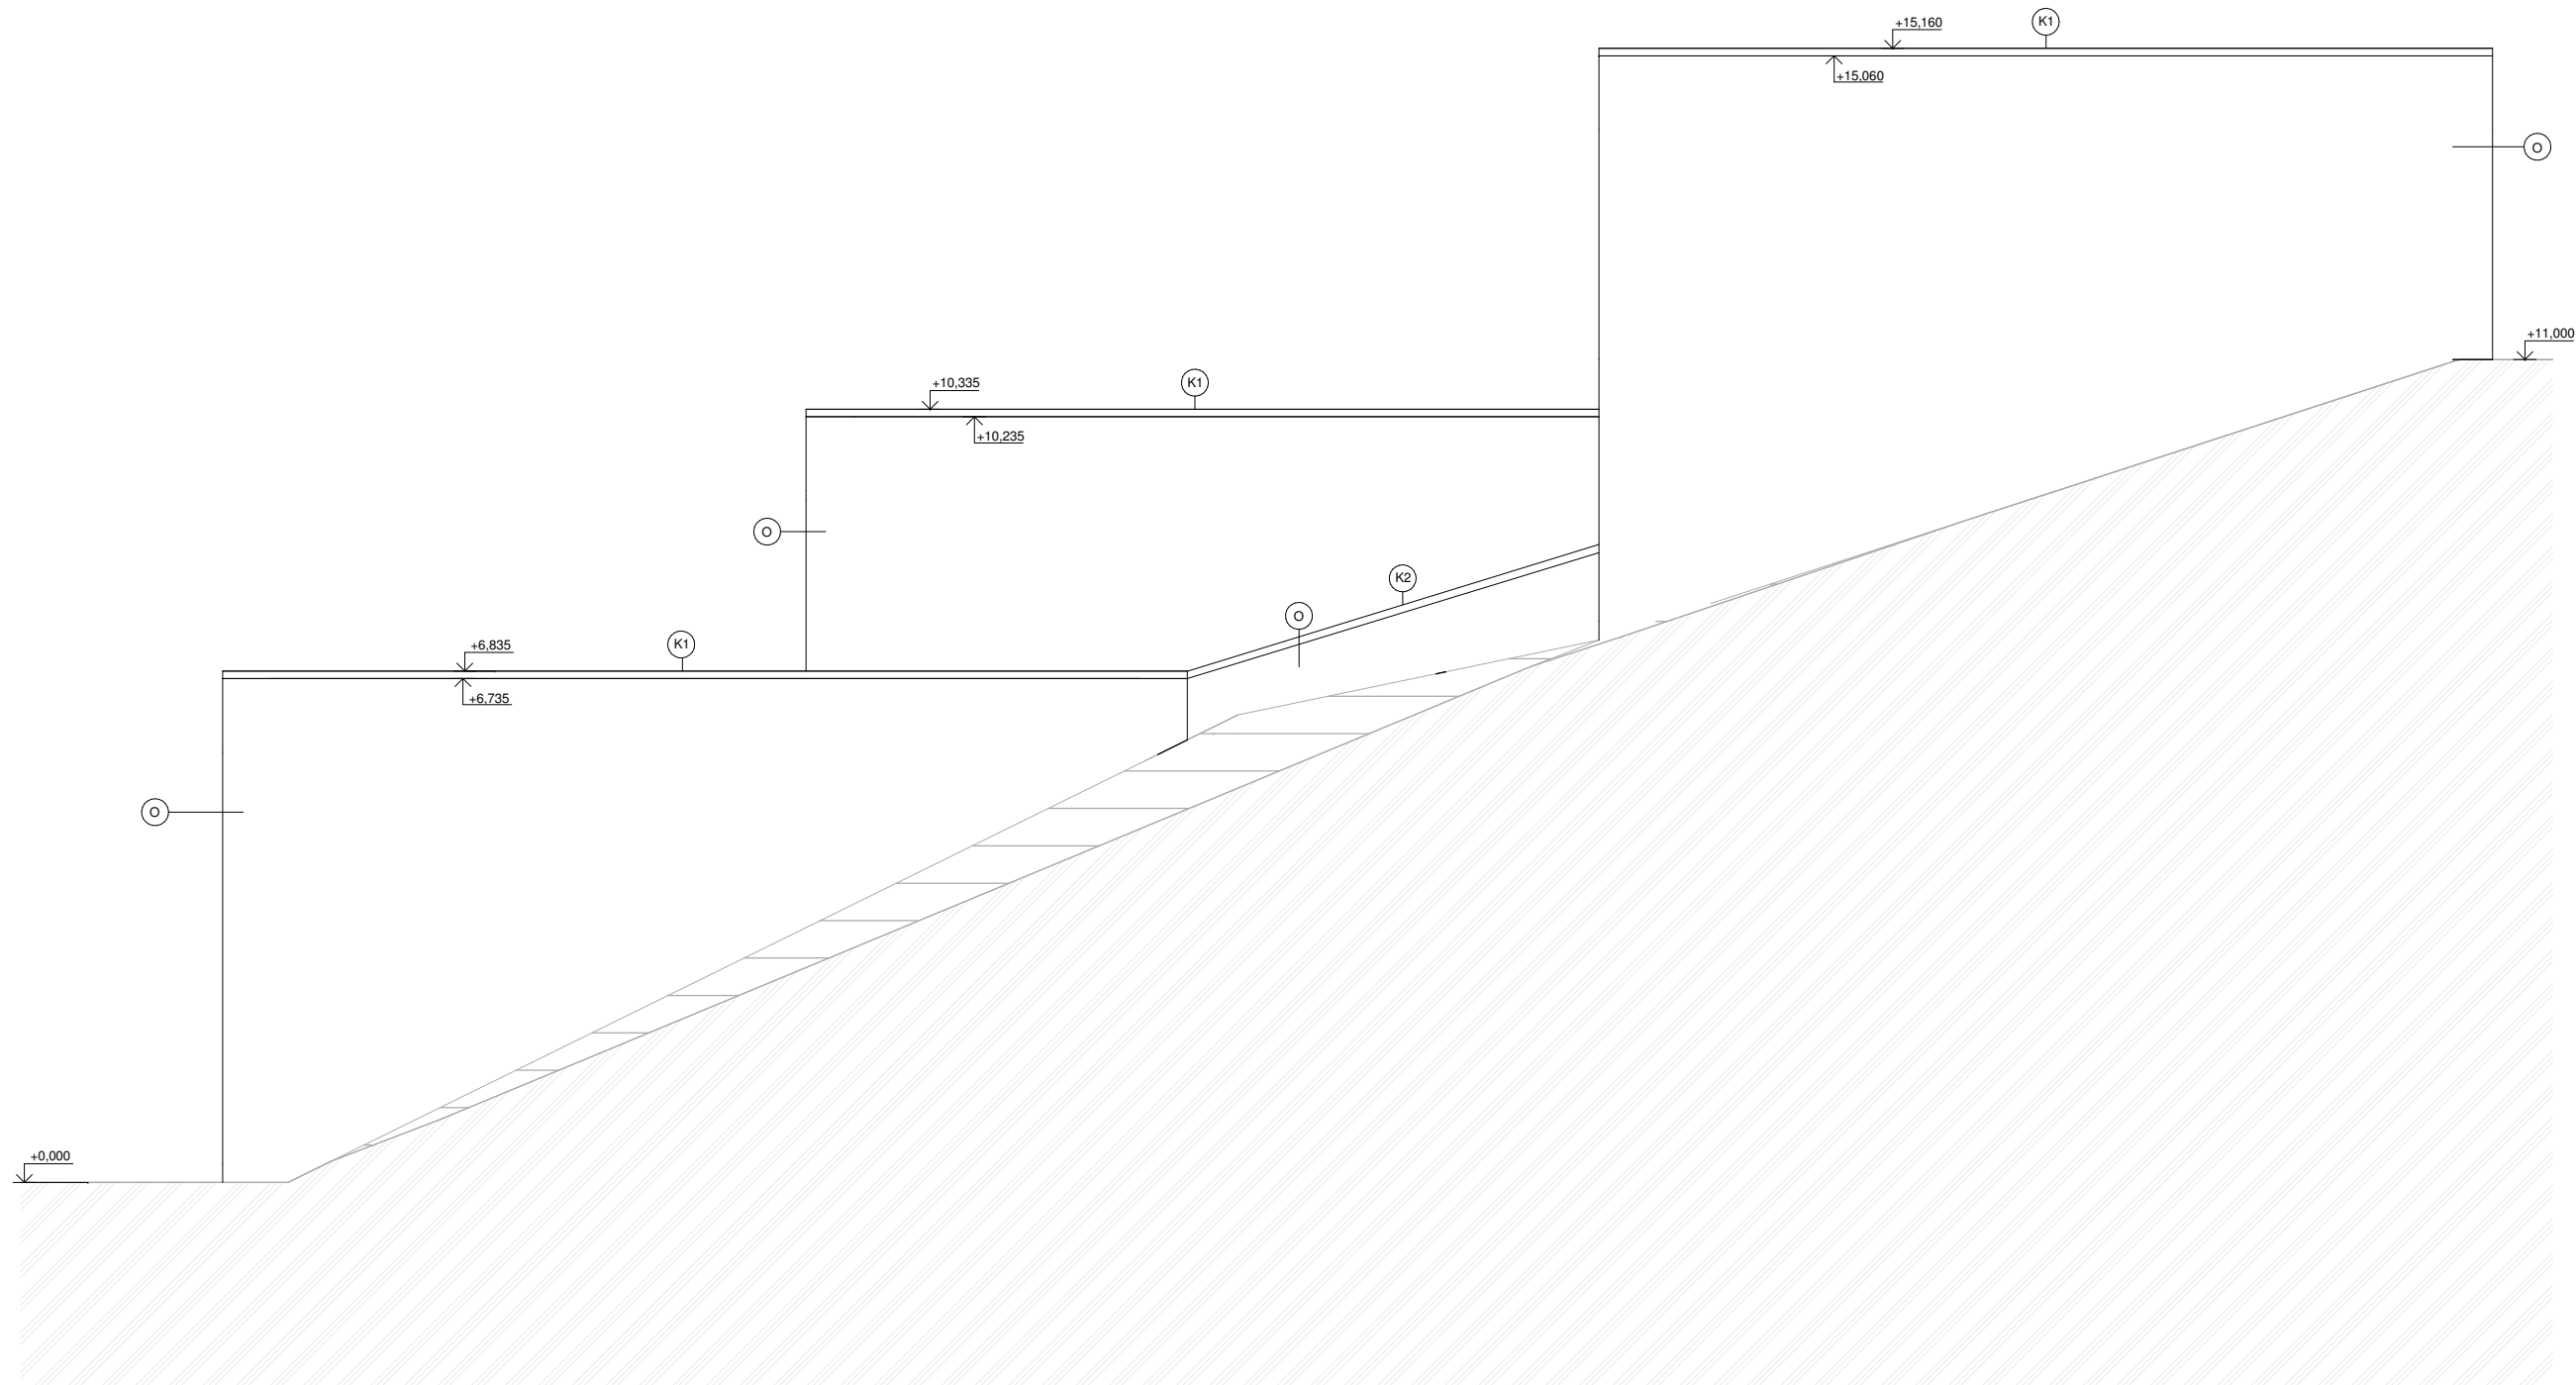 +15,160
K1
+15,060
O
+11,000
+10,335
K1
+10,235
O
K2
O
+6,835
K1
+6,735
O
+0,000